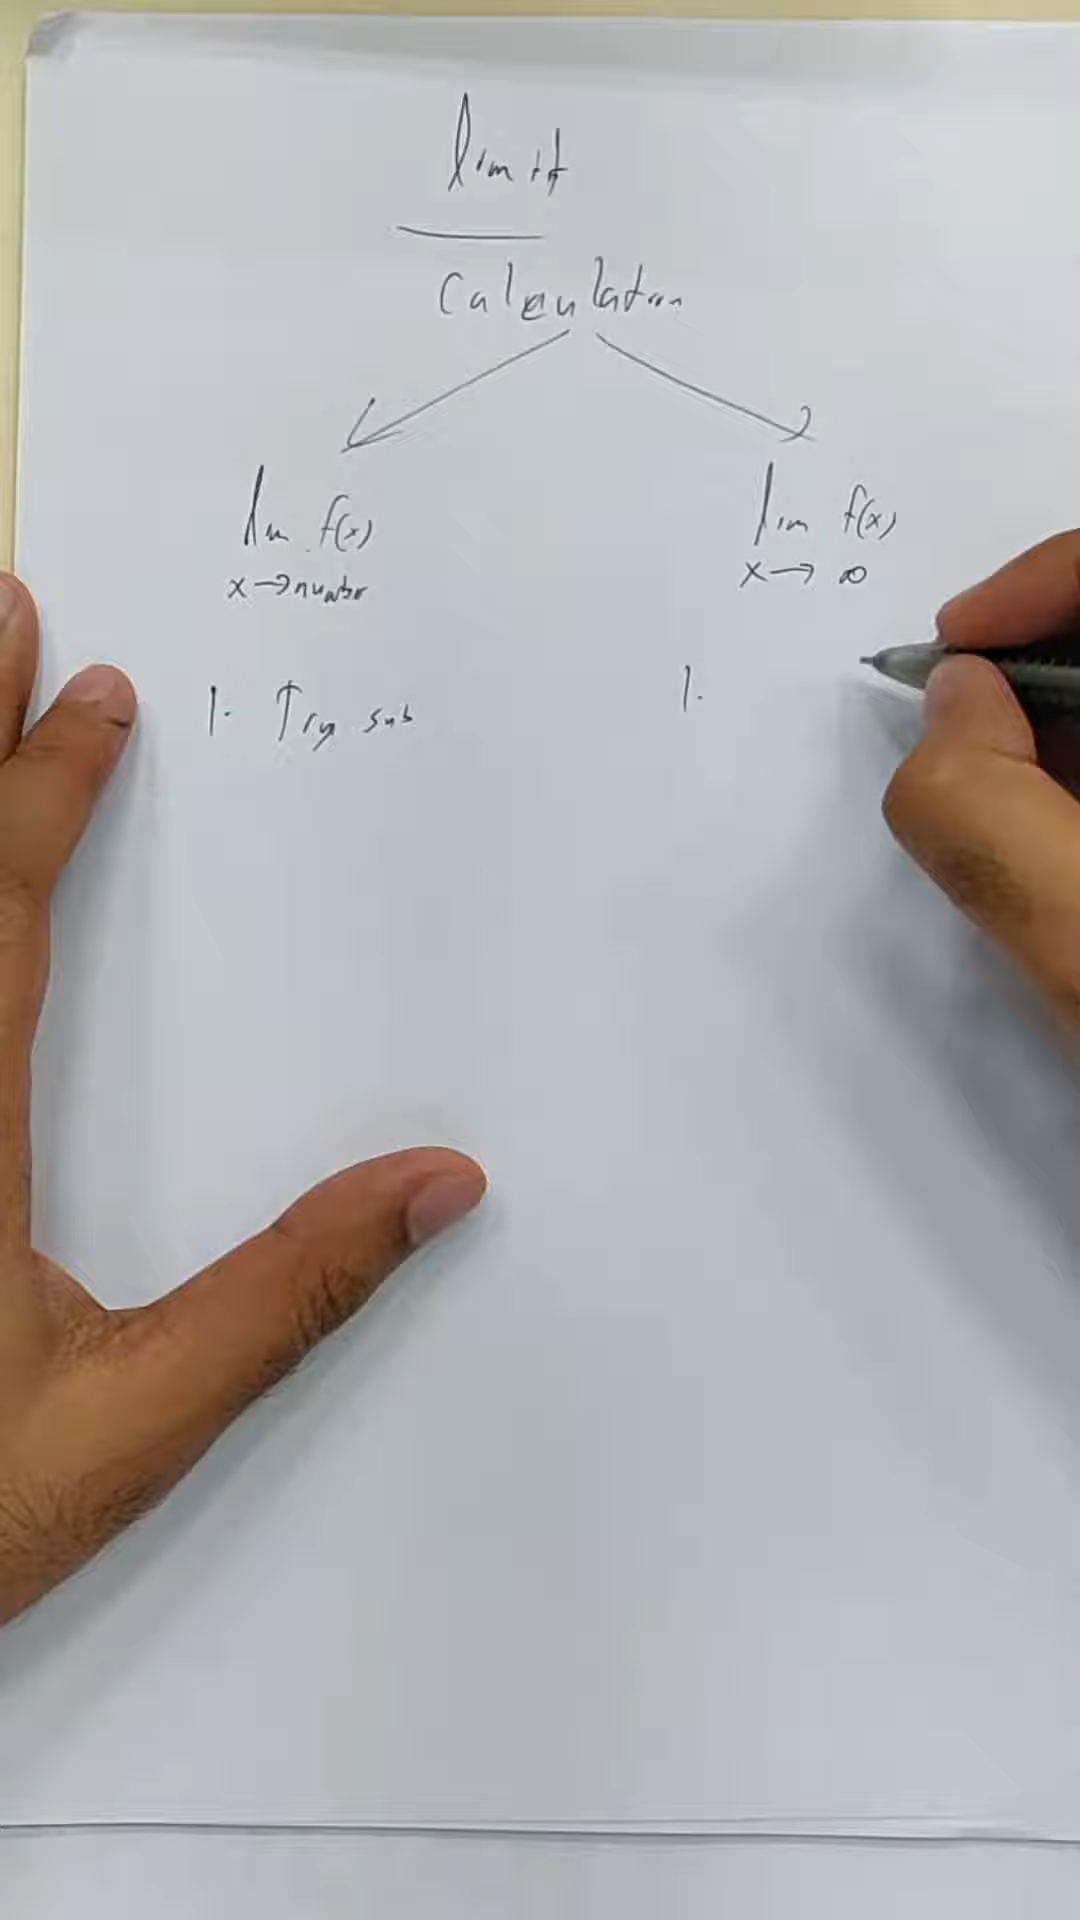 limit
Calculation
lim f(x)
x → number
lim f(x)
x → ∞
1. Try sub
1.